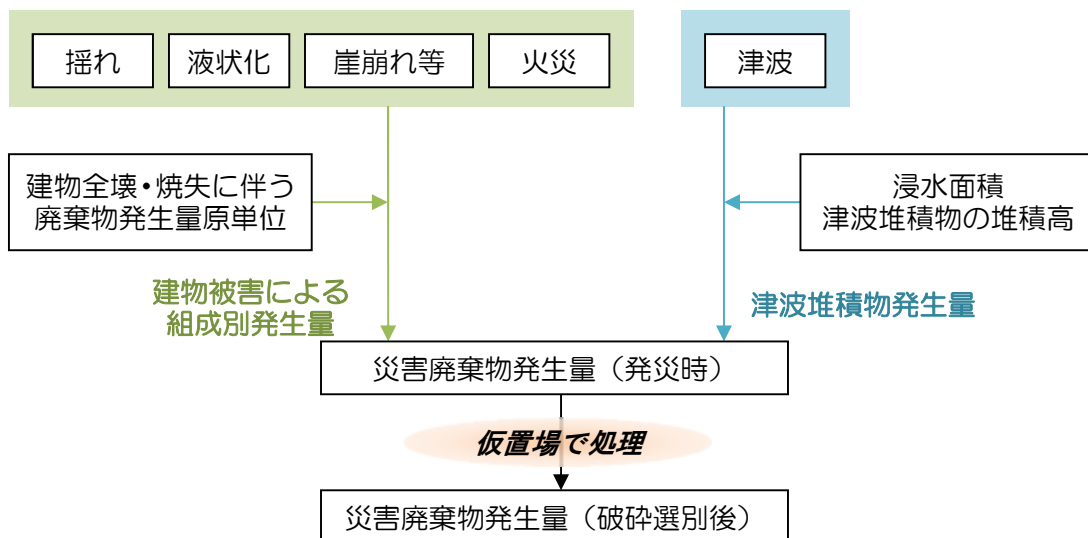 揺れ
液状化
崖崩れ等
火災
津波
建物全壊・焼失に伴う
廃棄物発生量原単位
浸水面積
津波堆積物の堆積高
建物被害による
組成別発生量
津波堆積物発生量
災害廃棄物発生量（発災時）
仮置場で処理
災害廃棄物発生量（破砕選別後）